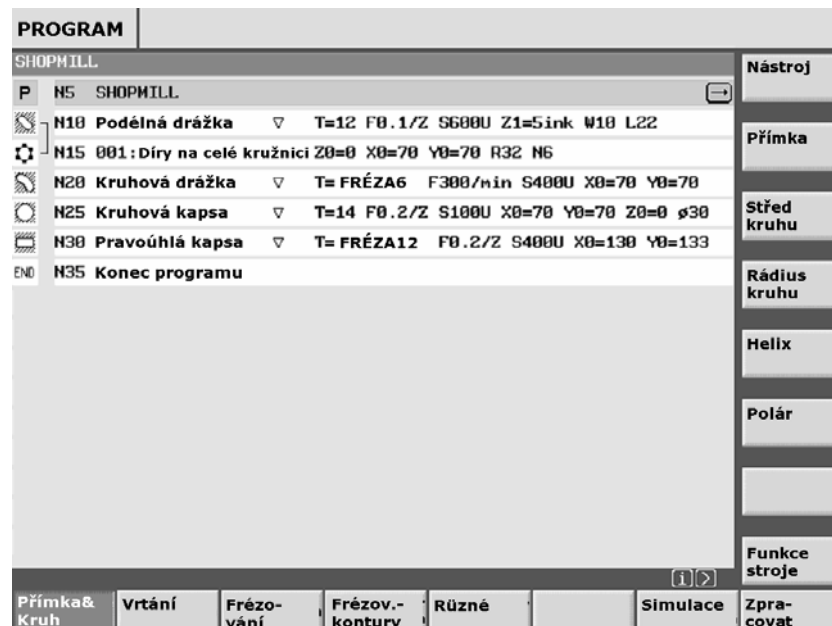 PROGRAM
SHOPMILL
P N5 SHOPMILL
N10 Podélná drážka ▽ T=12 F0.1/Z S600U Z1=5ink W10 L22
N15 001:Díry na celé kružnici Z0=0 X0=70 Y0=70 R32 N6
N20 Kruhová drážka ▽ T= FRÉZA6 F300/min S400U X0=70 Y0=70
N25 Kruhová kapsa ▽ T=14 F0.2/Z S100U X0=70 Y0=70 Z0=0 ø30
N30 Pravoúhlá kapsa ▽ T= FRÉZA12 F0.2/Z S400U X0=130 Y0=133
END N35 Konec programu
Nástroj
Přímka
Střed
kruhu
Rádius
kruhu
Helix
Polár
Funkce
stroje
Přímka&
Kruh
Vrtání
Frézo-
vání
Frézov.-
kontury
Rüzné
Simulace
Zpra-
covat